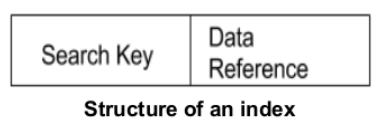 Search Key
Data
Reference
Structure of an index